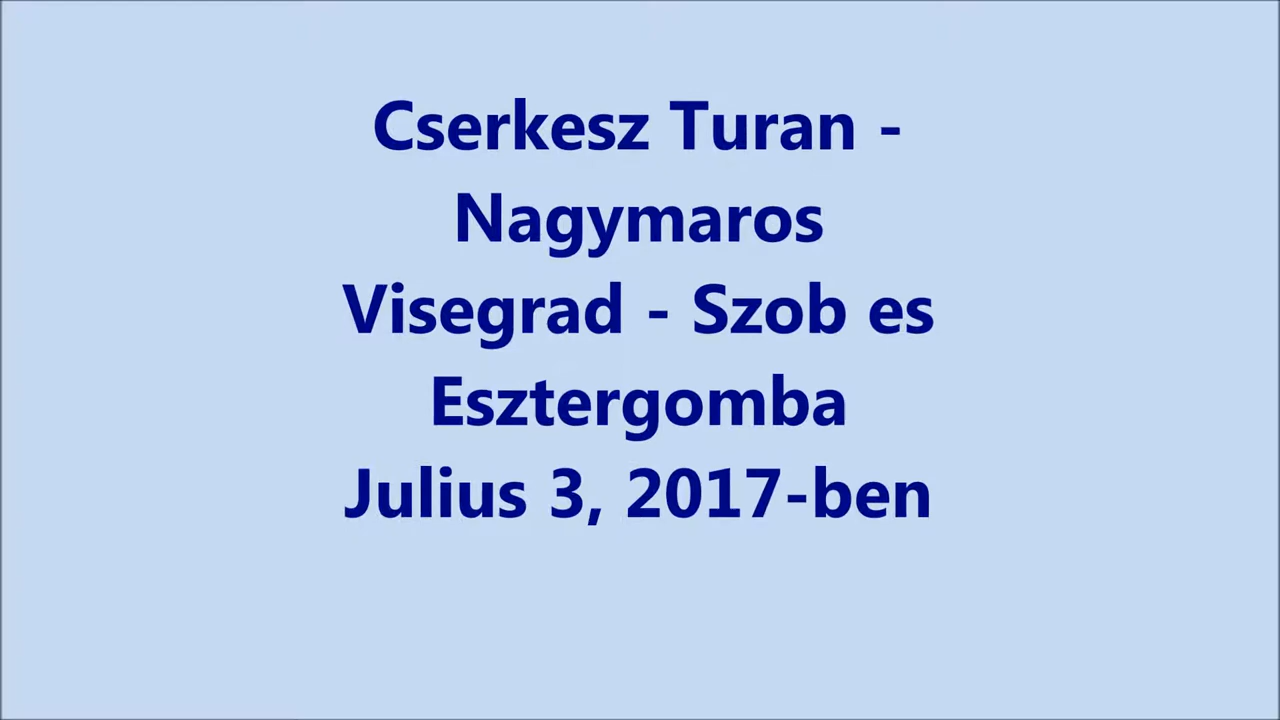 Cserkesz Turan -
Nagymaros
Visegrad - Szob es
Esztergomba
Julius 3, 2017-ben